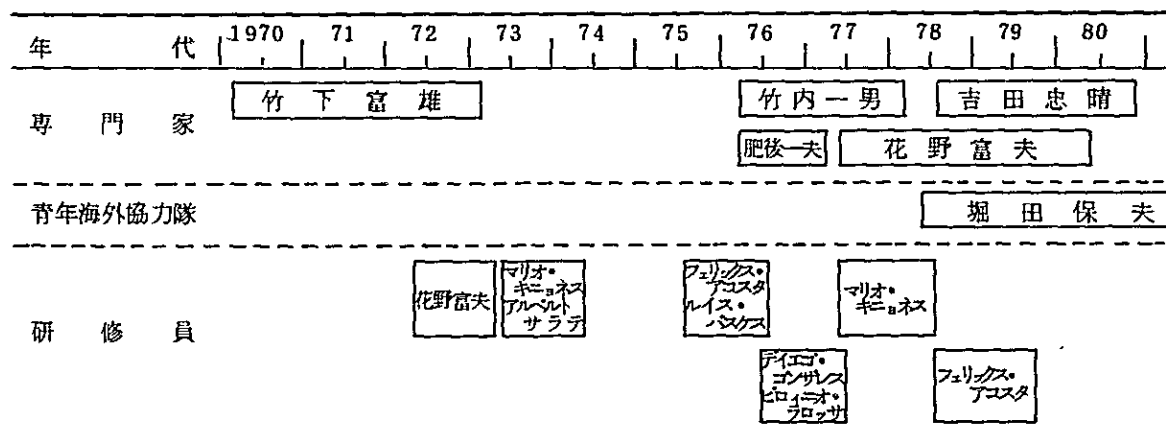 年代 1970 71 72 73 74 75 76 77 78 79 80
専門家
竹下富雄 竹内一男 吉田忠晴
肥後一夫 花野富夫
青年海外協力隊 堀田保夫
研修員
花野富夫
マリオ・
キニョネス
アルベルト
サラテ
フェリックス・
アコスタ
ルイス・
バスケス
マリオ・
キニョネス
デイエゴ・
ゴンザレス
ビロィニオ・
ラロッサ
フェリックス・
アコスタ